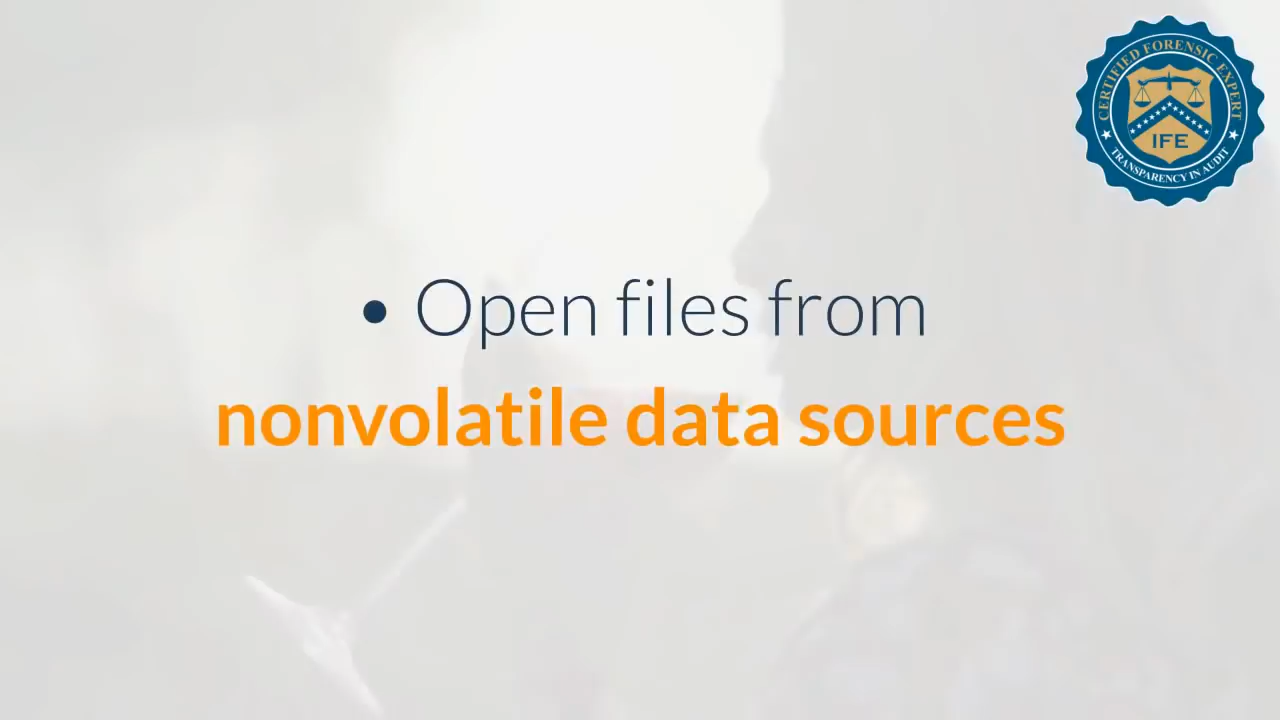 CERTIFIED FORENSIC EXPERT
IFE
TRANSPARENCY IN AUDIT
• Open files from
nonvolatile data sources